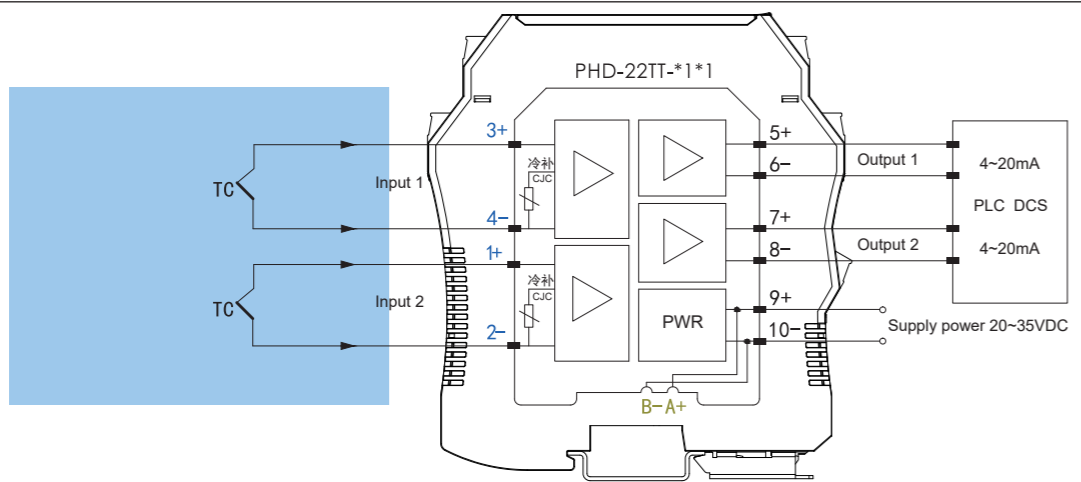 PHD-22TT-*1*1
3+
5+
冷补
CJC
6-
Output 1
4~20mA
TC
Input 1
4-
7+
PLC DCS
1+
8-
Output 2
4~20mA
冷补
CJC
TC
Input 2
9+
PWR
Supply power 20~35VDC
2-
10-
B-A+